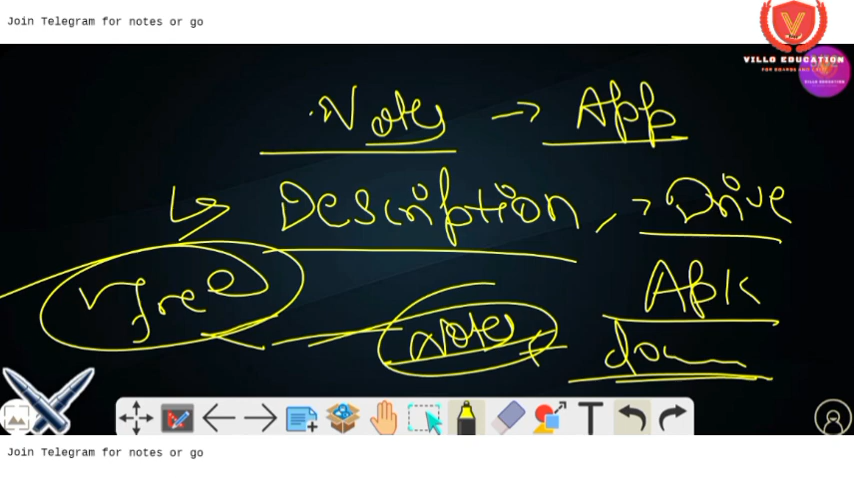 Join Telegram for notes or go
VILLO EDUCATION
Notes → App
↳ Description, → Drive
Free
Notes
Apk
down
Join Telegram for notes or go